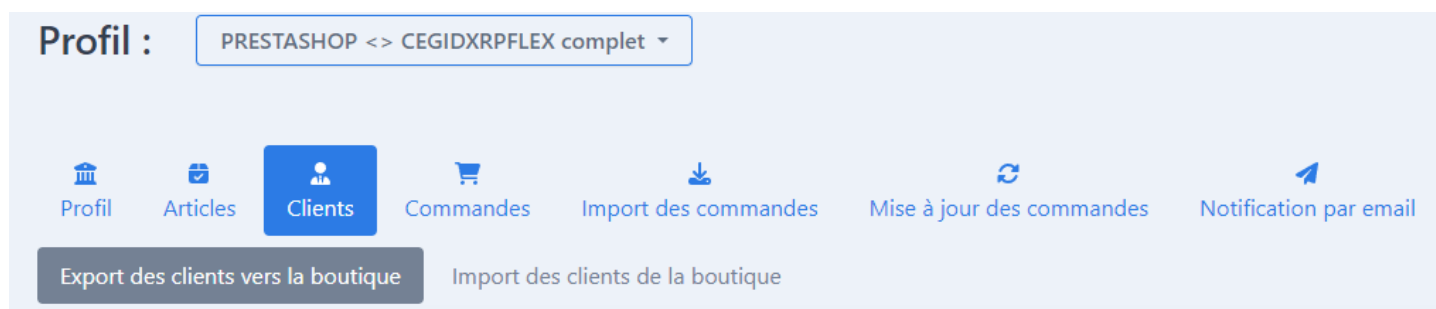 Profil : PRESTASHOP <> CEGIDXRPFLEX complet
Profil Articles Clients Commandes Import des commandes Mise à jour des commandes Notification par email
Export des clients vers la boutique Import des clients de la boutique